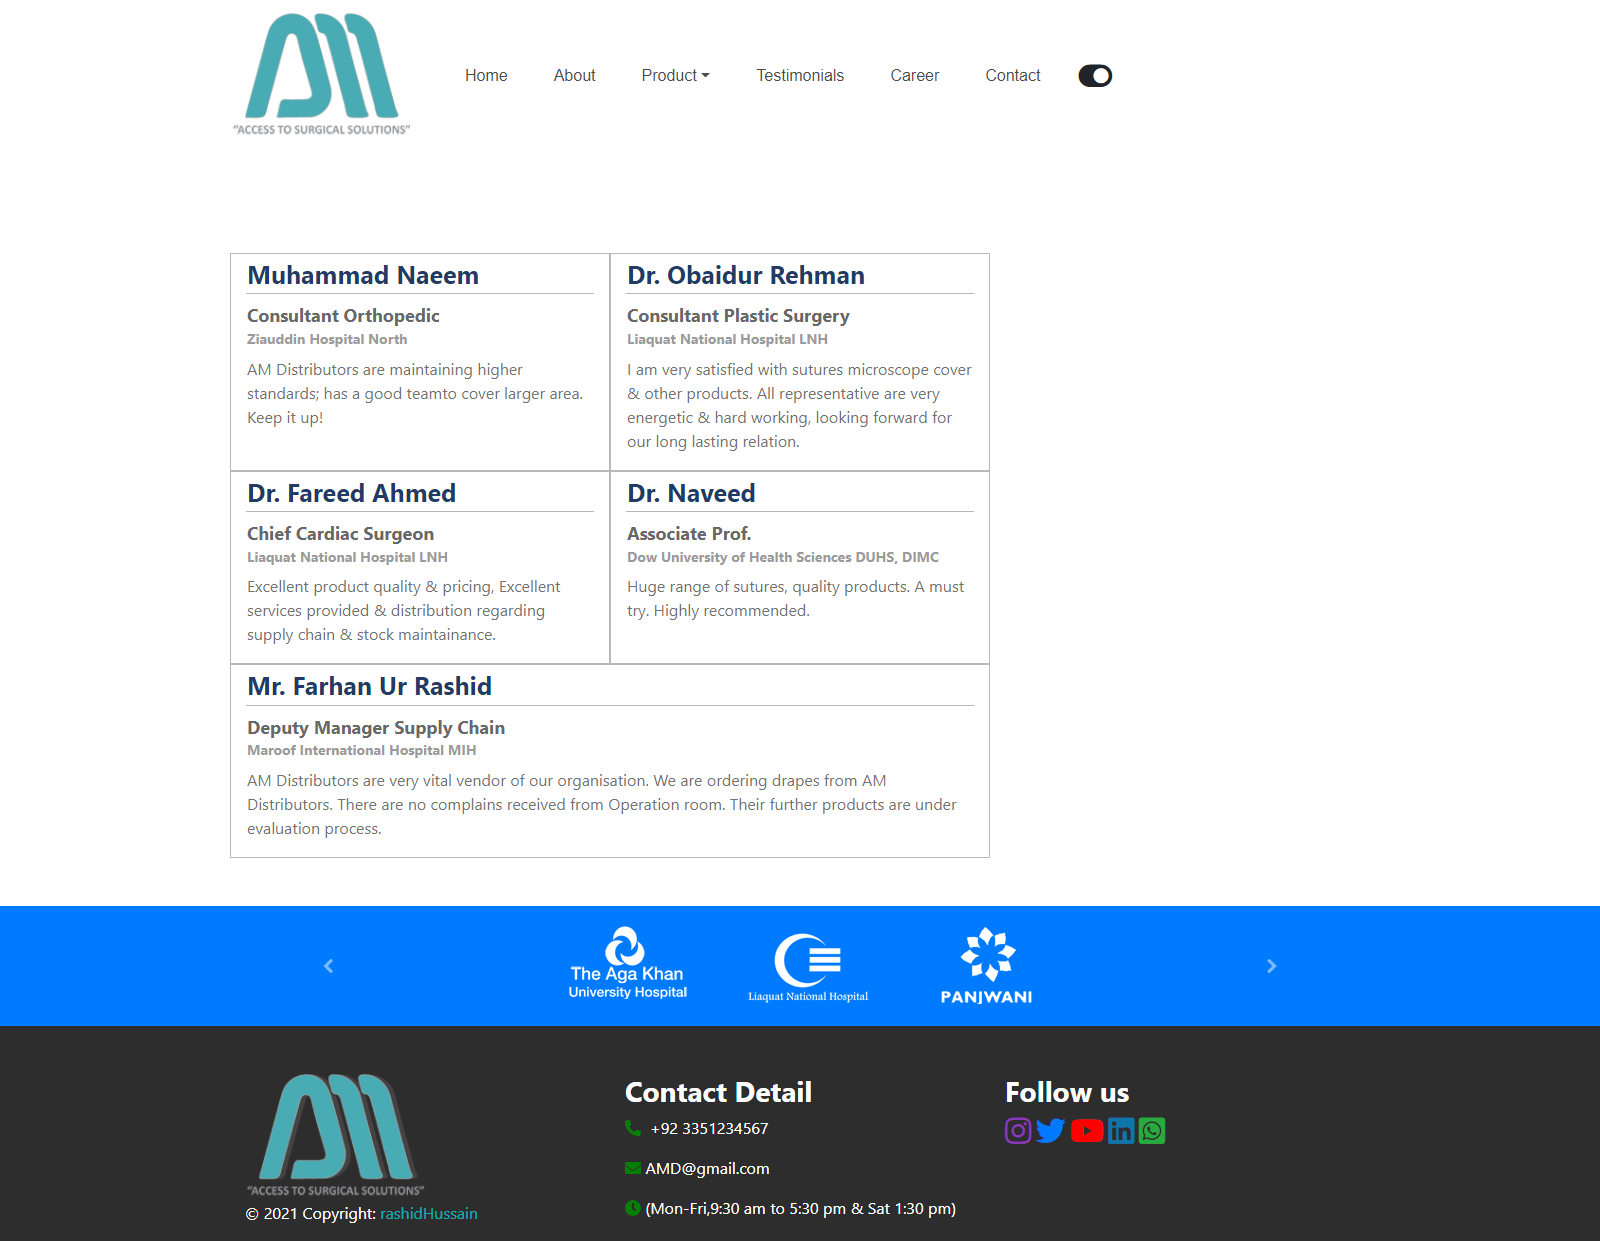 "ACCESS TO SURGICAL SOLUTIONS"
Home About Product Testimonials Career Contact
Muhammad Naeem
Consultant Orthopedic
Ziauddin Hospital North
AM Distributors are maintaining higher
standards; has a good teamto cover larger area.
Keep it up!
Dr. Obaidur Rehman
Consultant Plastic Surgery
Liaquat National Hospital LNH
I am very satisfied with sutures microscope cover
& other products. All representative are very
energetic & hard working, looking forward for
our long lasting relation.
Dr. Fareed Ahmed
Chief Cardiac Surgeon
Liaquat National Hospital LNH
Excellent product quality & pricing, Excellent
services provided & distribution regarding
supply chain & stock maintainance.
Dr. Naveed
Associate Prof.
Dow University of Health Sciences DUHS, DIMC
Huge range of sutures, quality products. A must
try. Highly recommended.
Mr. Farhan Ur Rashid
Deputy Manager Supply Chain
Maroof International Hospital MIH
AM Distributors are very vital vendor of our organisation. We are ordering drapes from AM
Distributors. There are no complains received from Operation room. Their further products are under
evaluation process.
The Aga Khan
University Hospital
Liaquat National Hospital
PANJWANI
"ACCESS TO SURGICAL SOLUTIONS"
© 2021 Copyright: rashidHussain
Contact Detail
+92 3351234567
AMD@gmail.com
(Mon-Fri,9:30 am to 5:30 pm & Sat 1:30 pm)
Follow us